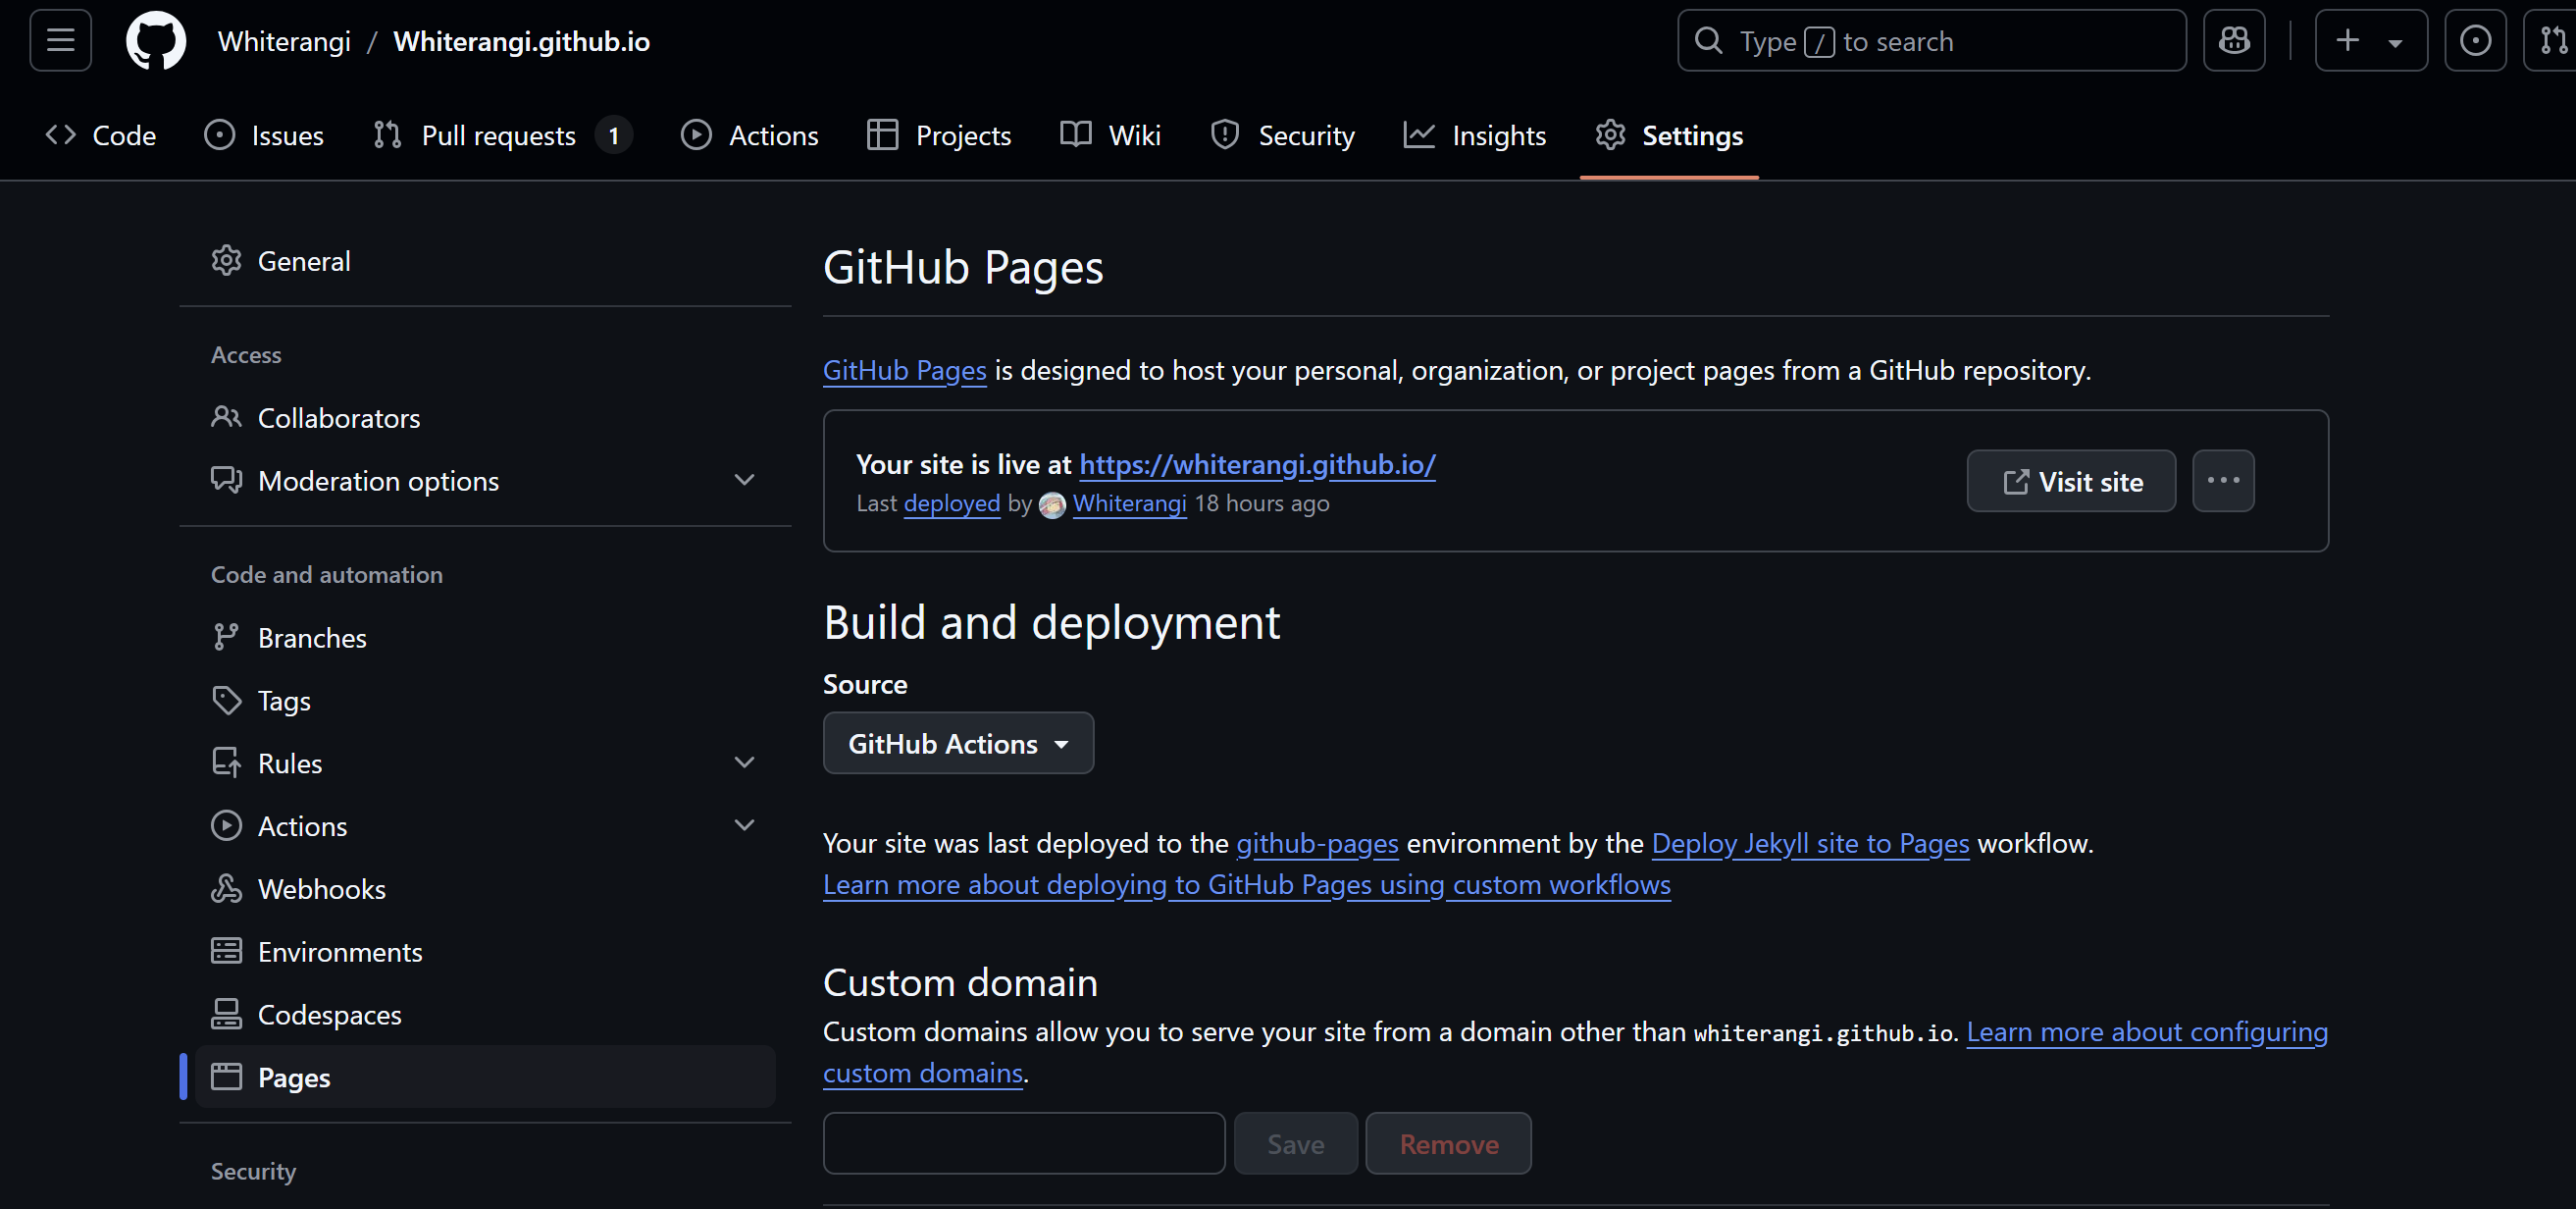 Whiterangi / Whiterangi.github.io
Type / to search
Code
Issues
Pull requests 1
Actions
Projects
Wiki
Security
Insights
Settings
General
Access
Collaborators
Moderation options
Code and automation
Branches
Tags
Rules
Actions
Webhooks
Environments
Codespaces
Pages
Security
GitHub Pages
GitHub Pages is designed to host your personal, organization, or project pages from a GitHub repository.
Your site is live at https://whiterangi.github.io/
Last deployed by Whiterangi 18 hours ago
Visit site
Build and deployment
Source
GitHub Actions
Your site was last deployed to the github-pages environment by the Deploy Jekyll site to Pages workflow.
Learn more about deploying to GitHub Pages using custom workflows
Custom domain
Custom domains allow you to serve your site from a domain other than whiterangi.github.io. Learn more about configuring
custom domains.
Save
Remove